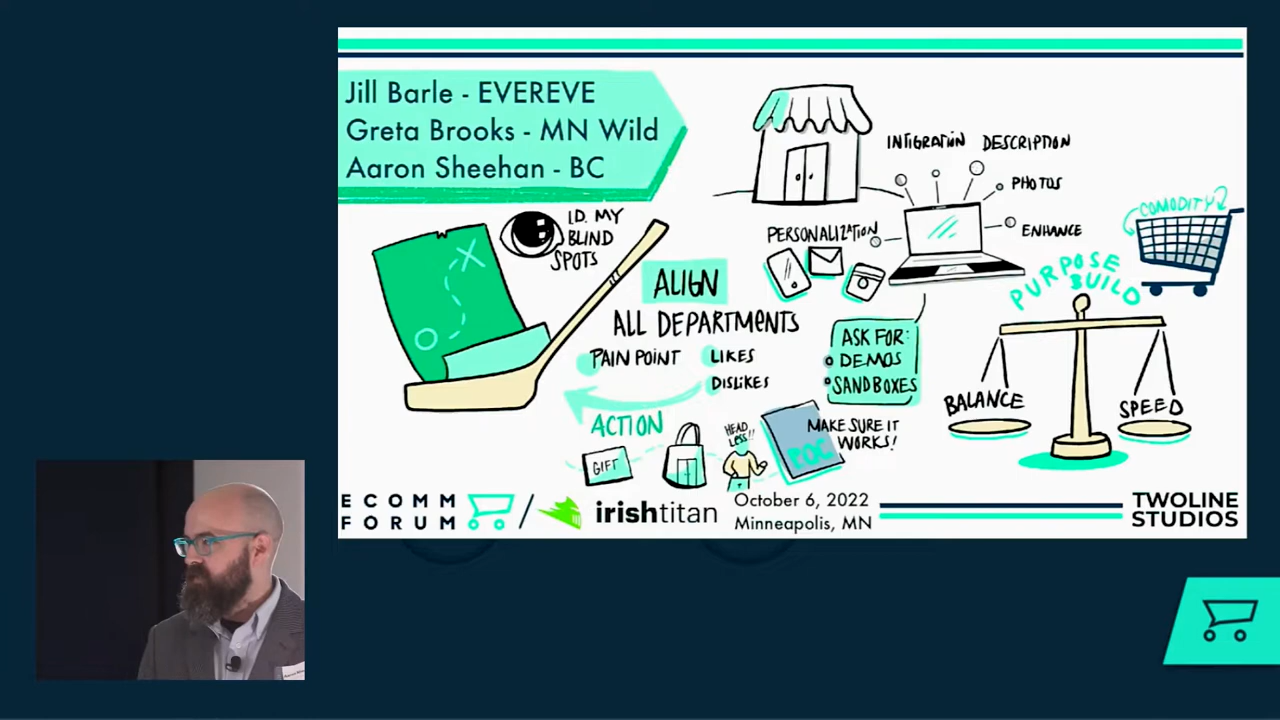 Jill Barle - EVEREVE
Greta Brooks - MN Wild
Aaron Sheehan - BC
I.D. MY
BLIND
SPOTS
ALIGN
ALL DEPARTMENTS
PAIN POINT
LIKES
DISLIKES
ACTION
GIFT
HEAD
LESS!!
POC
MAKE SURE IT
WORKS!
INTIGRATION
DESCRIPTION
PHOTOS
ENHANCE
PERSONALIZATION
ASK FOR:
DEMOS
SANDBOXES
COMODITY
PURPOSE
BUILD
BALANCE
SPEED
ECOMM
FORUM
irishtitan
October 6, 2022
Minneapolis, MN
TWOLINE
STUDIOS